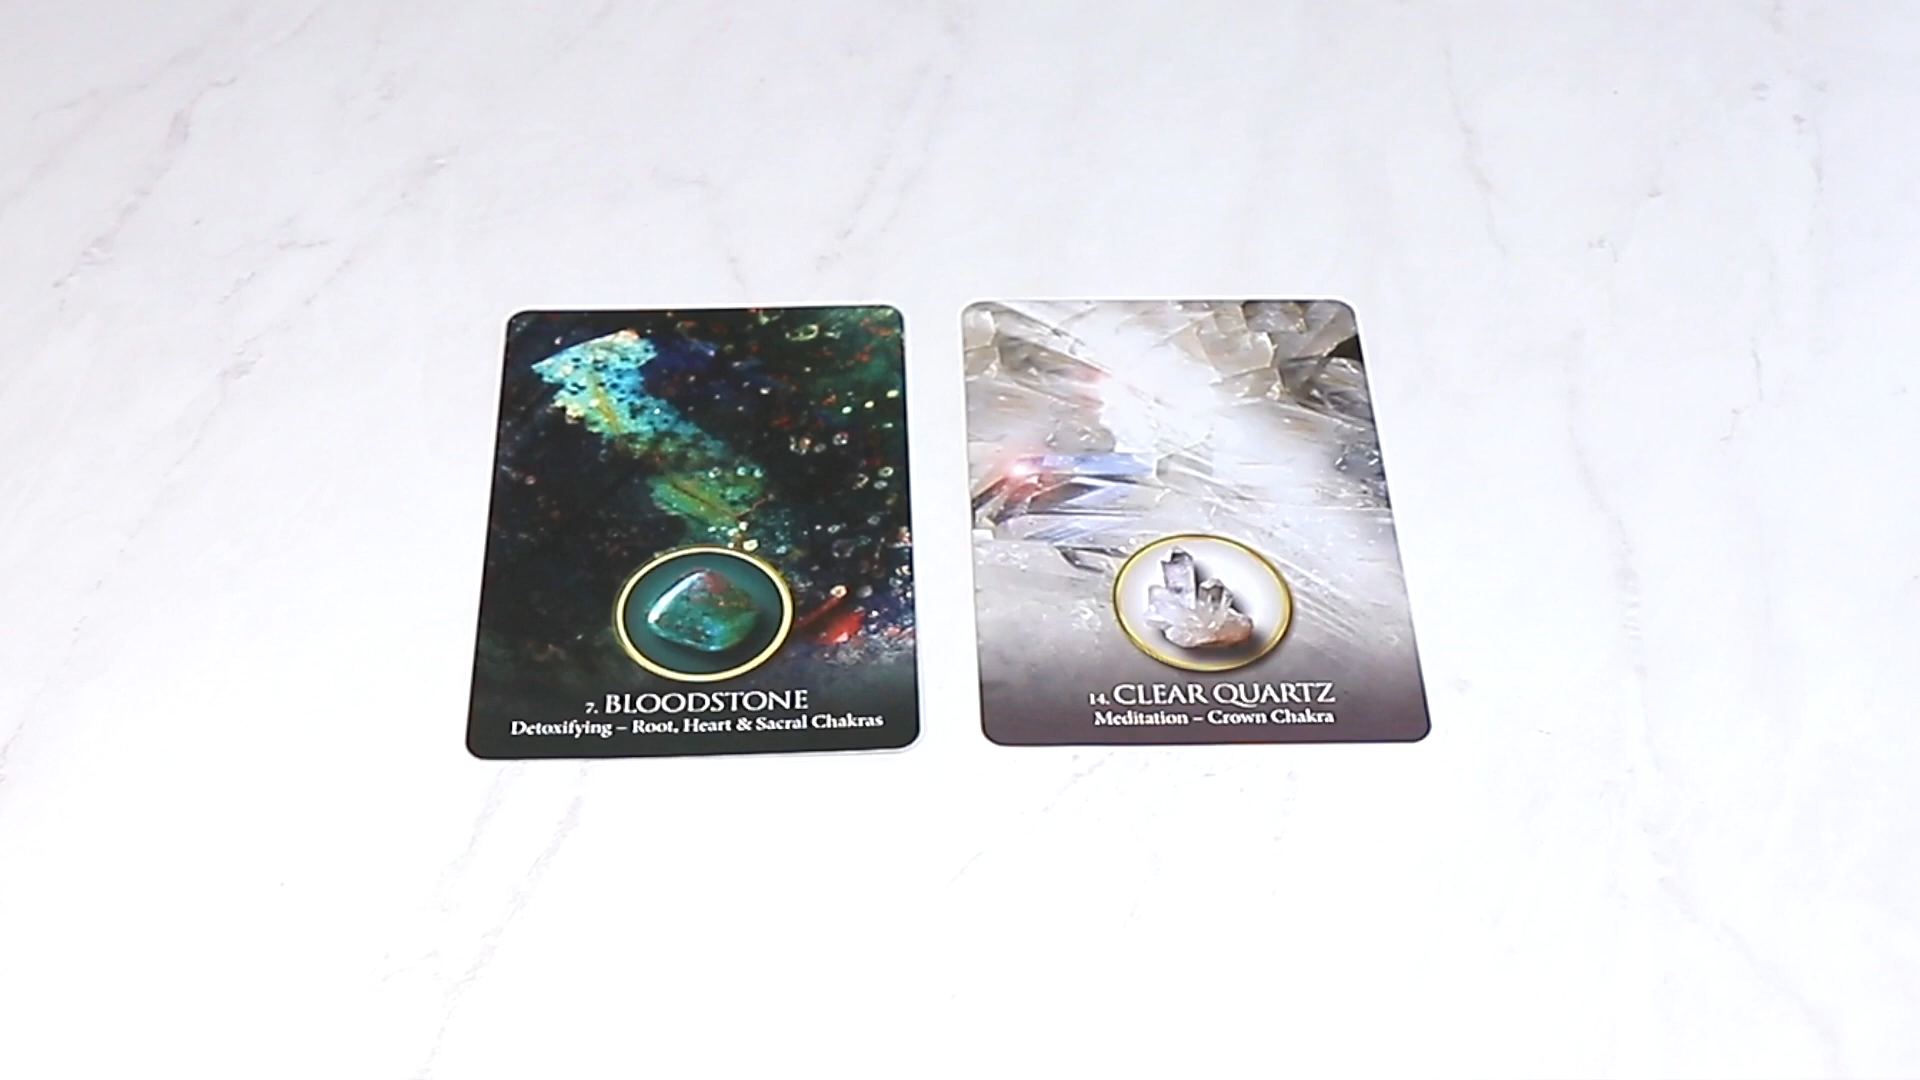 7. BLOODSTONE
Detoxifying – Root, Heart & Sacral Chakras
14. CLEAR QUARTZ
Meditation – Crown Chakra